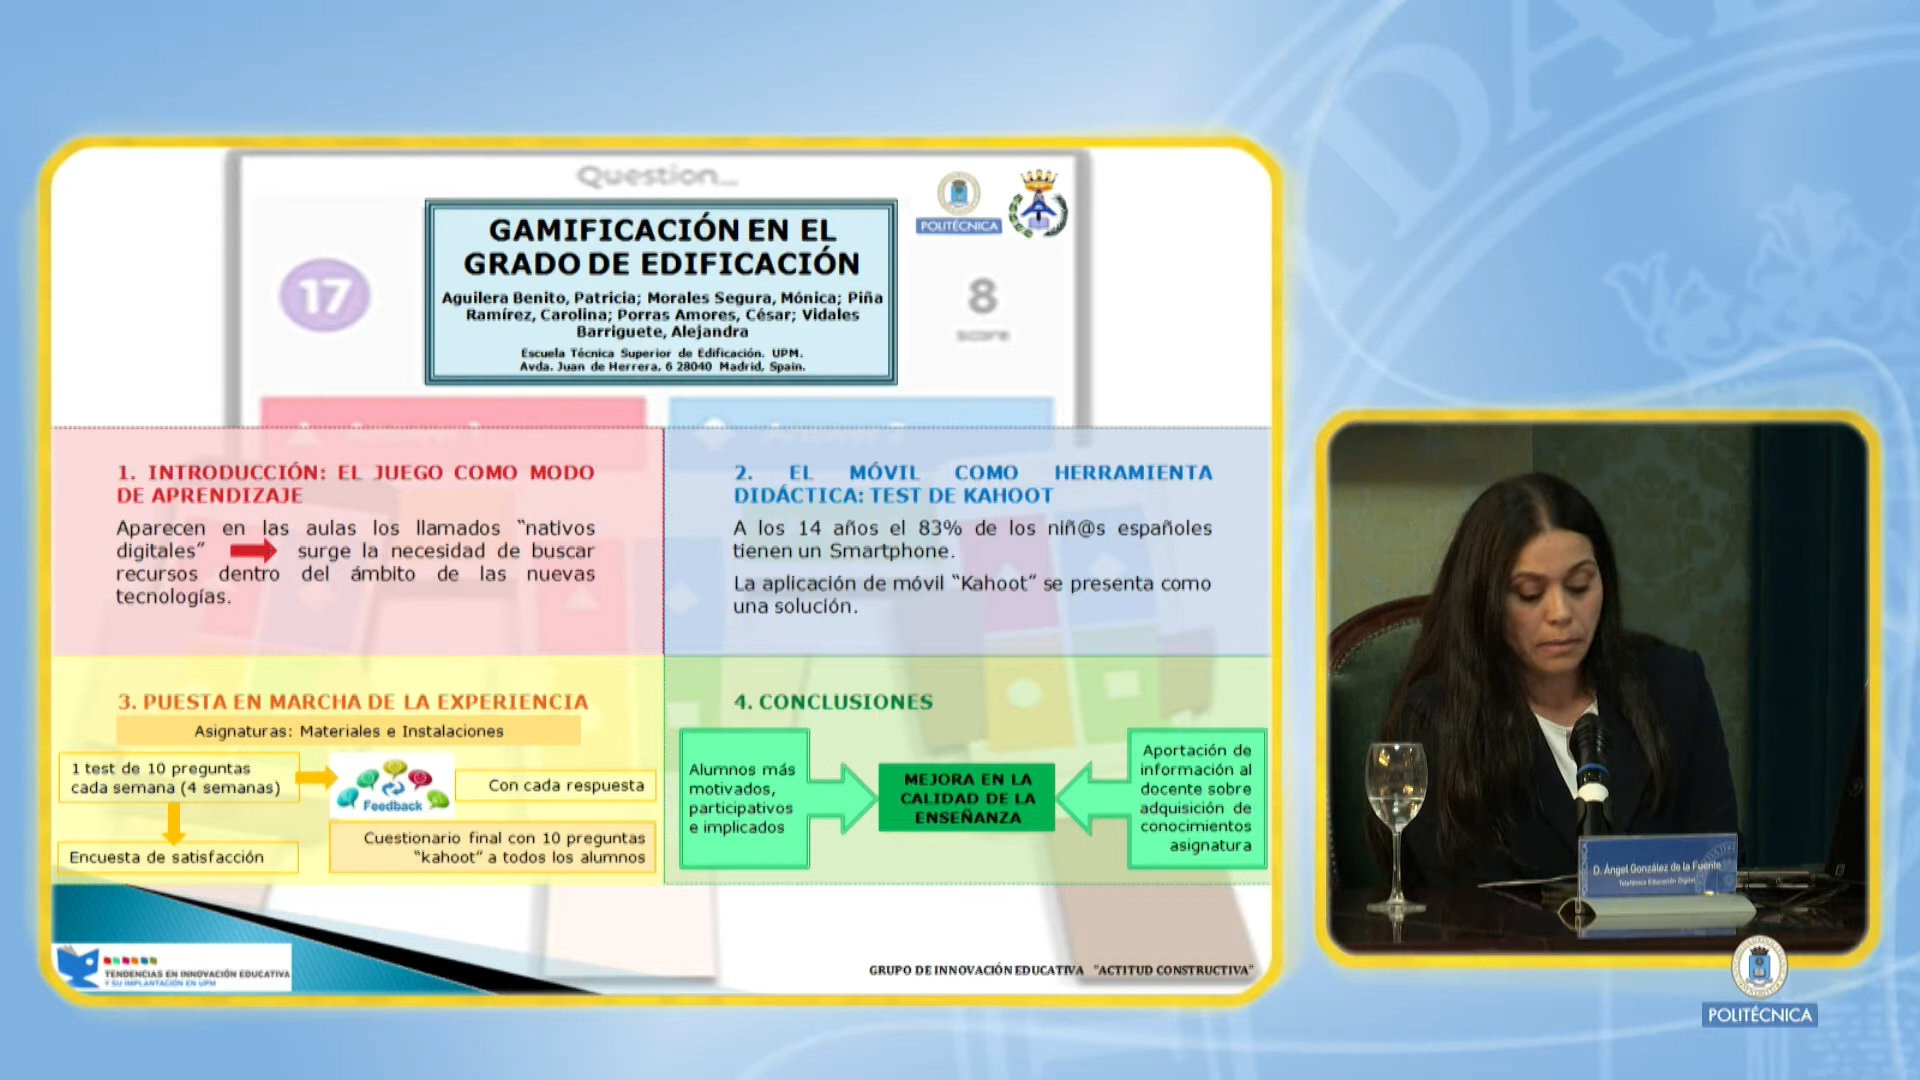 Question...
17
8
score
POLITÉCNICA
GAMIFICACIÓN EN EL
GRADO DE EDIFICACIÓN
Aguilera Benito, Patricia; Morales Segura, Mónica; Piña
Ramírez, Carolina; Porras Amores, César; Vidales
Barriguete, Alejandra
Escuela Técnica Superior de Edificación. UPM.
Avda. Juan de Herrera, 6 28040 Madrid, Spain.
1. INTRODUCCIÓN: EL JUEGO COMO MODO
DE APRENDIZAJE
Aparecen en las aulas los llamados “nativos
digitales” surge la necesidad de buscar
recursos dentro del ámbito de las nuevas
tecnologías.
2. EL MÓVIL COMO HERRAMIENTA
DIDÁCTICA: TEST DE KAHOOT
A los 14 años el 83% de los niñ@s españoles
tienen un Smartphone.
La aplicación de móvil “Kahoot” se presenta como
una solución.
3. PUESTA EN MARCHA DE LA EXPERIENCIA
Asignaturas: Materiales e Instalaciones
1 test de 10 preguntas
cada semana (4 semanas)
Feedback
Con cada respuesta
Encuesta de satisfacción
Cuestionario final con 10 preguntas
“kahoot” a todos los alumnos
4. CONCLUSIONES
Alumnos más
motivados,
participativos
e implicados
MEJORA EN LA
CALIDAD DE LA
ENSEÑANZA
Aportación de
información al
docente sobre
adquisición de
conocimientos
asignatura
TENDENCIAS EN INNOVACIÓN EDUCATIVA
Y SU IMPLANTACIÓN EN UPM
GRUPO DE INNOVACIÓN EDUCATIVA “ACTITUD CONSTRUCTIVA”
D. Ángel González de la Fuente
Telefónica Educación Digital
POLITÉCNICA